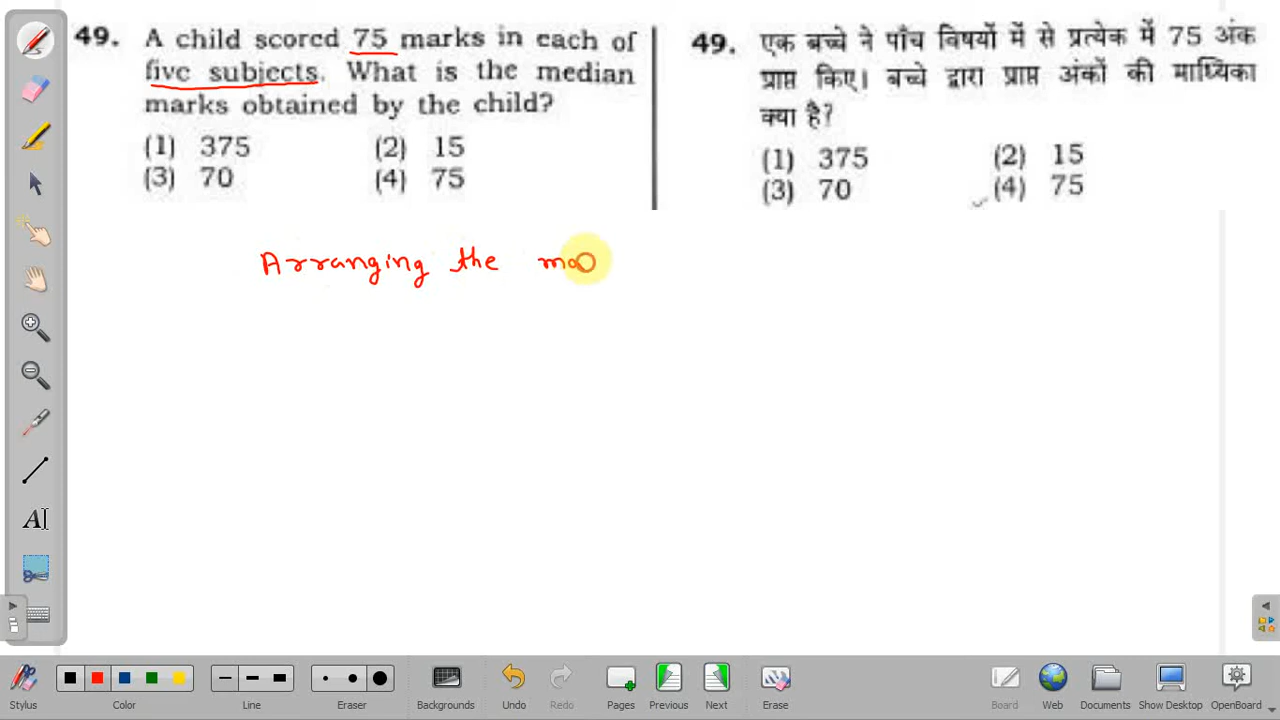 49. A child scored 75 marks in each of
five subjects. What is the median
marks obtained by the child?
(1) 375 (2) 15
(3) 70 (4) 75
49. एक बच्चे ने पाँच विषयों में से प्रत्येक में 75 अंक
प्राप्त किए। बच्चे द्वारा प्राप्त अंकों की माध्यिका
क्या है?
(1) 375 (2) 15
(3) 70 (4) 75
Arranging the
Stylus
Color
Line
Eraser
Backgrounds
Undo
Redo
Pages
Previous
Next
Erase
Board
Web
Documents
Show Desktop
OpenBoard